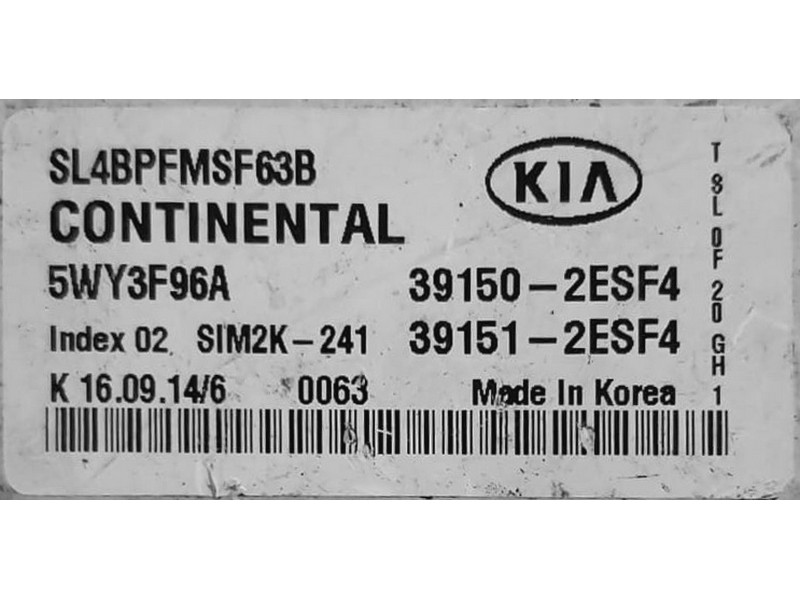 SL4BPFMSF63B
KIA
CONTINENTAL
5WY3F96A 39150-2ESF4
Index 02 SIM2K-241 39151-2ESF4
K 16.09.14/6 0063 Made In Korea
T 8L 0F 20 GH 1